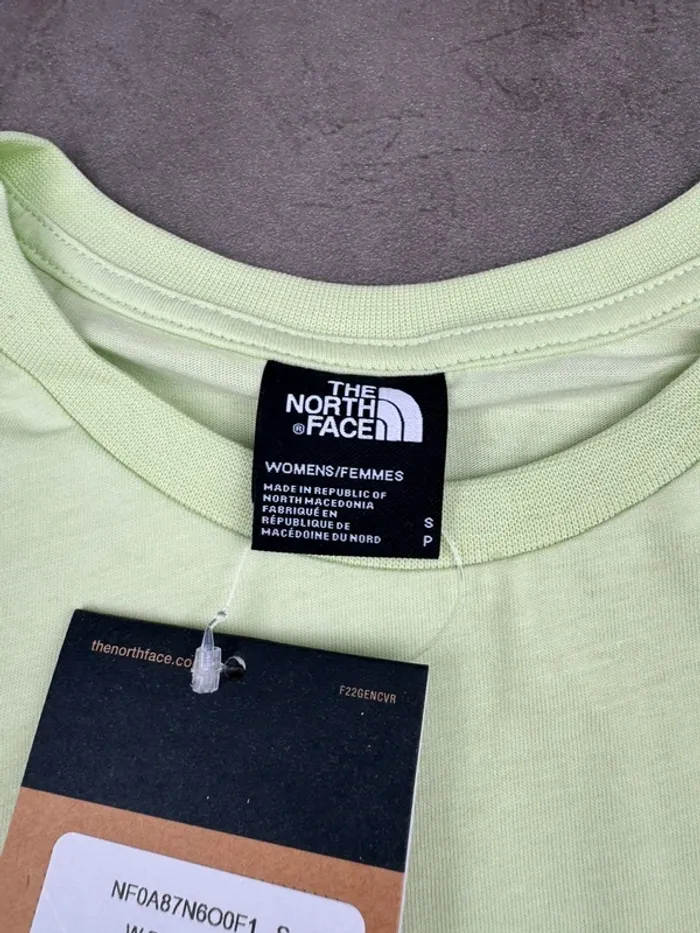 THE
NORTH
® FACE
WOMENS/FEMMES
MADE IN REPUBLIC OF
NORTH MACEDONIA
FABRIQUÉ EN
RÉPUBLIQUE DE
MACÉDOINE DU NORD
S
P
thenorthface.co
F22GENCVR
NF0A87N6O0F1